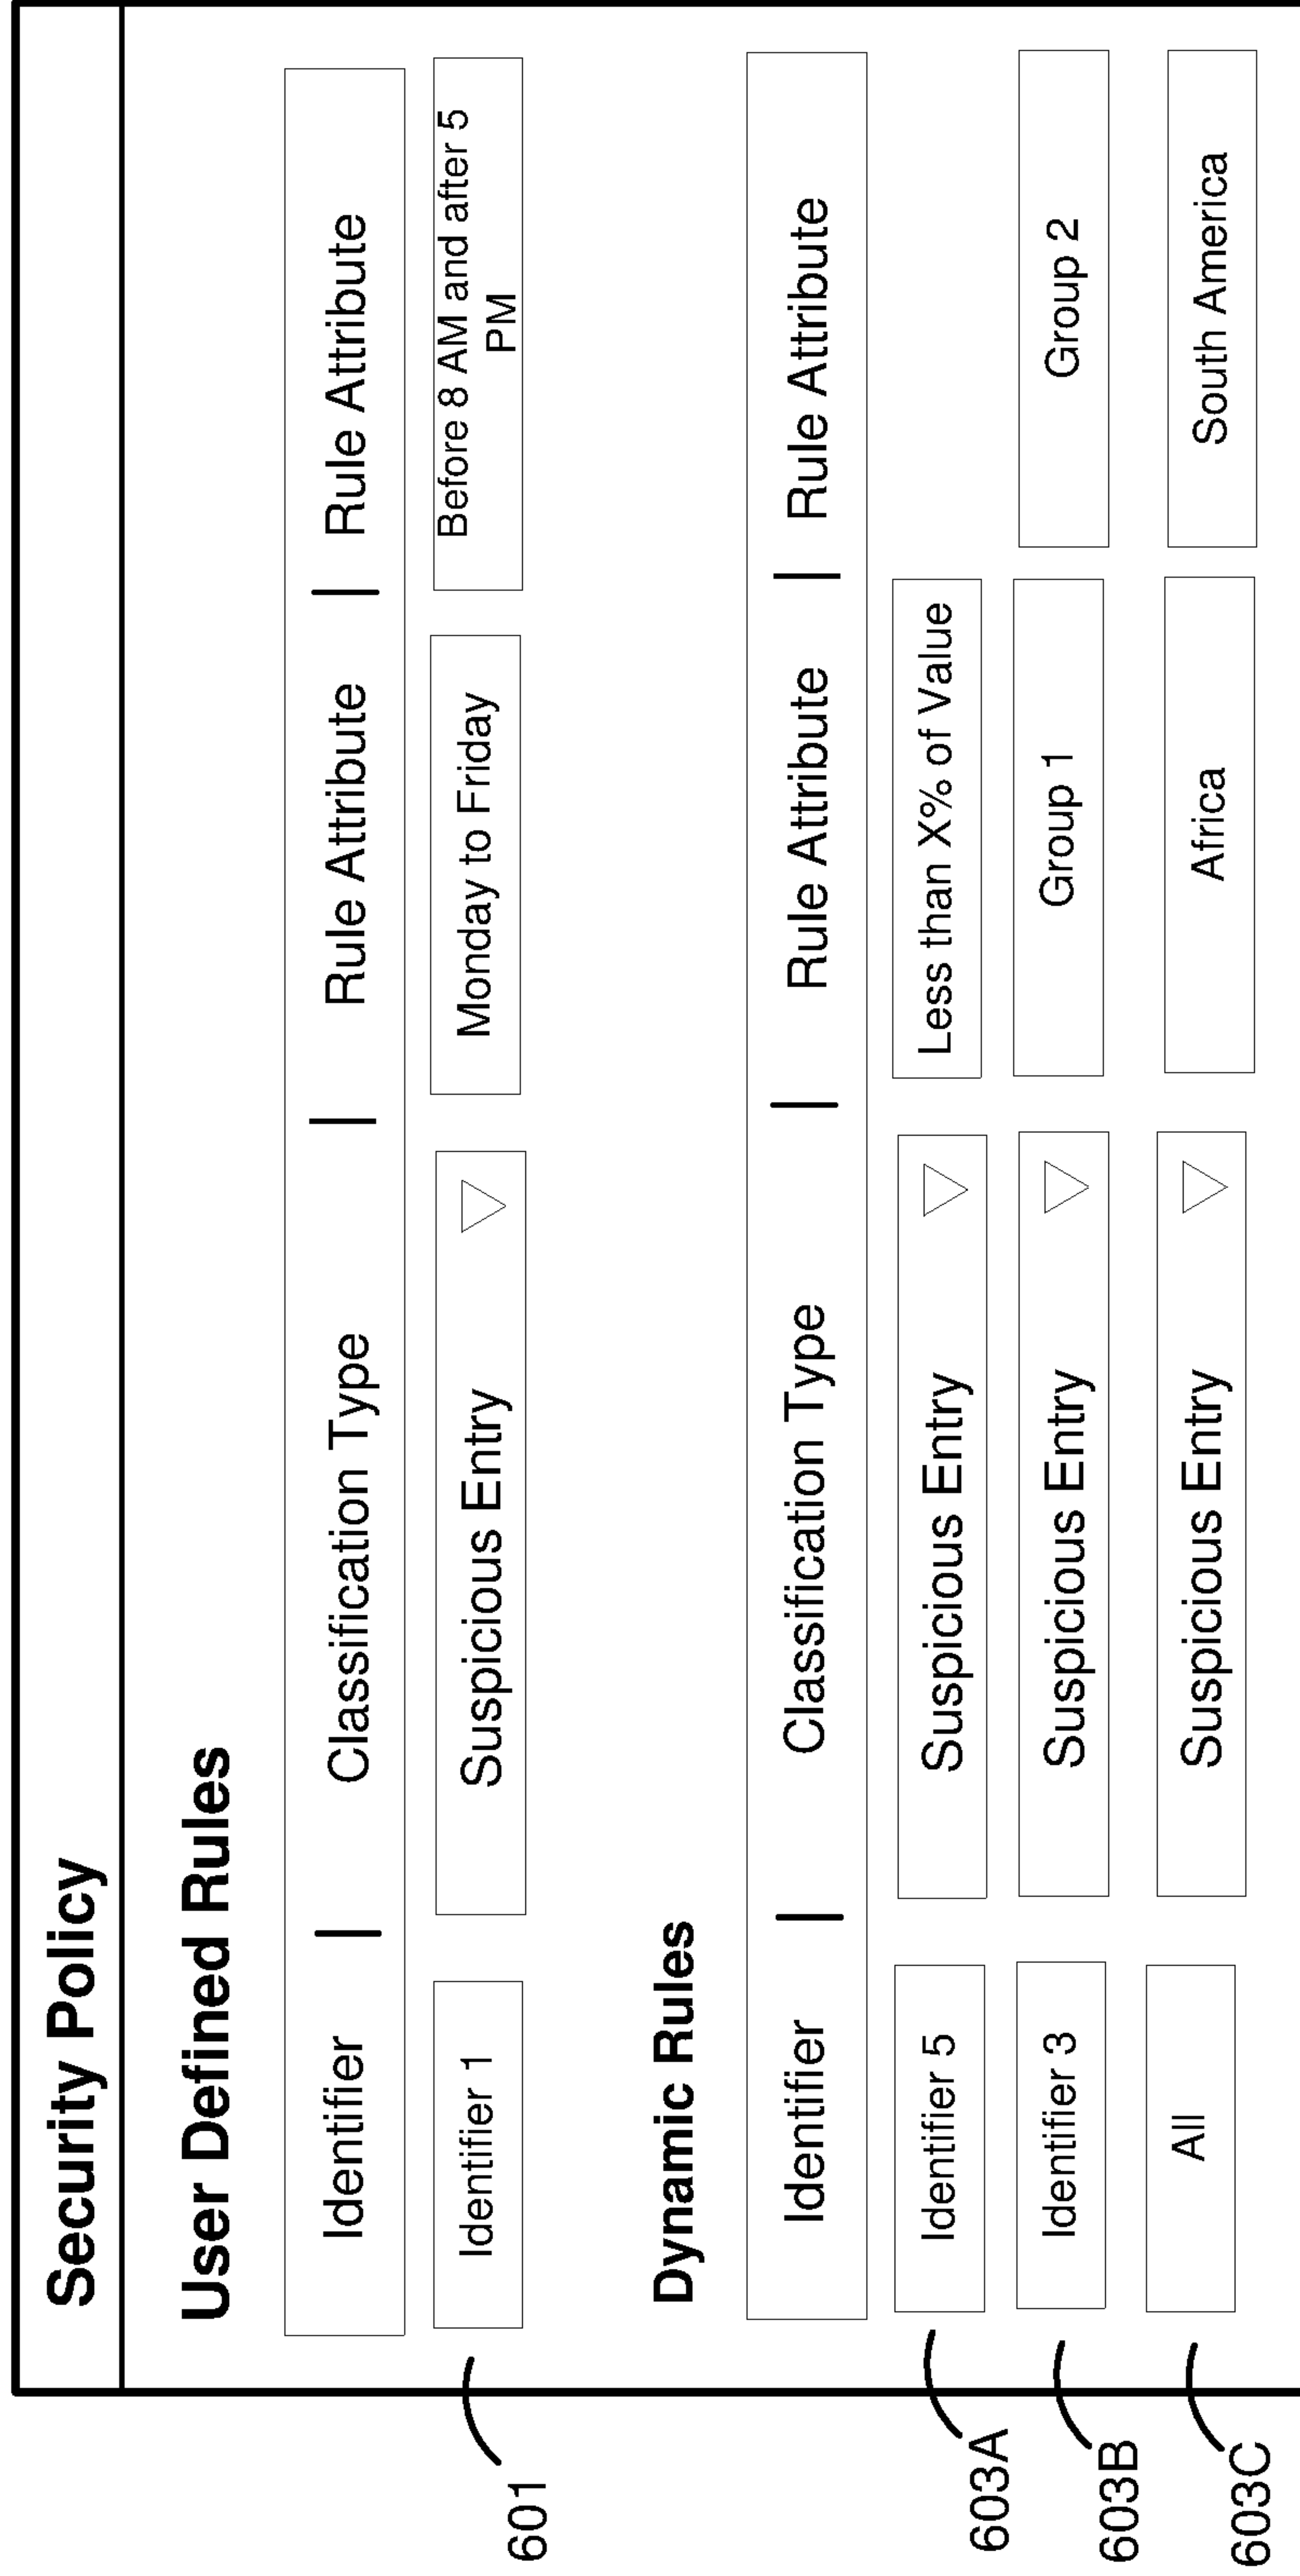 Security Policy
User Defined Rules
Identifier | Classification Type | Rule Attribute | Rule Attribute
601
Identifier 1
Suspicious Entry
Monday to Friday
Before 8 AM and after 5
PM
Dynamic Rules
Identifier | Classification Type | Rule Attribute | Rule Attribute
603A
Identifier 5
Suspicious Entry
Less than X% of Value
603B
Identifier 3
Suspicious Entry
Group 1
Group 2
603C
All
Suspicious Entry
Africa
South America